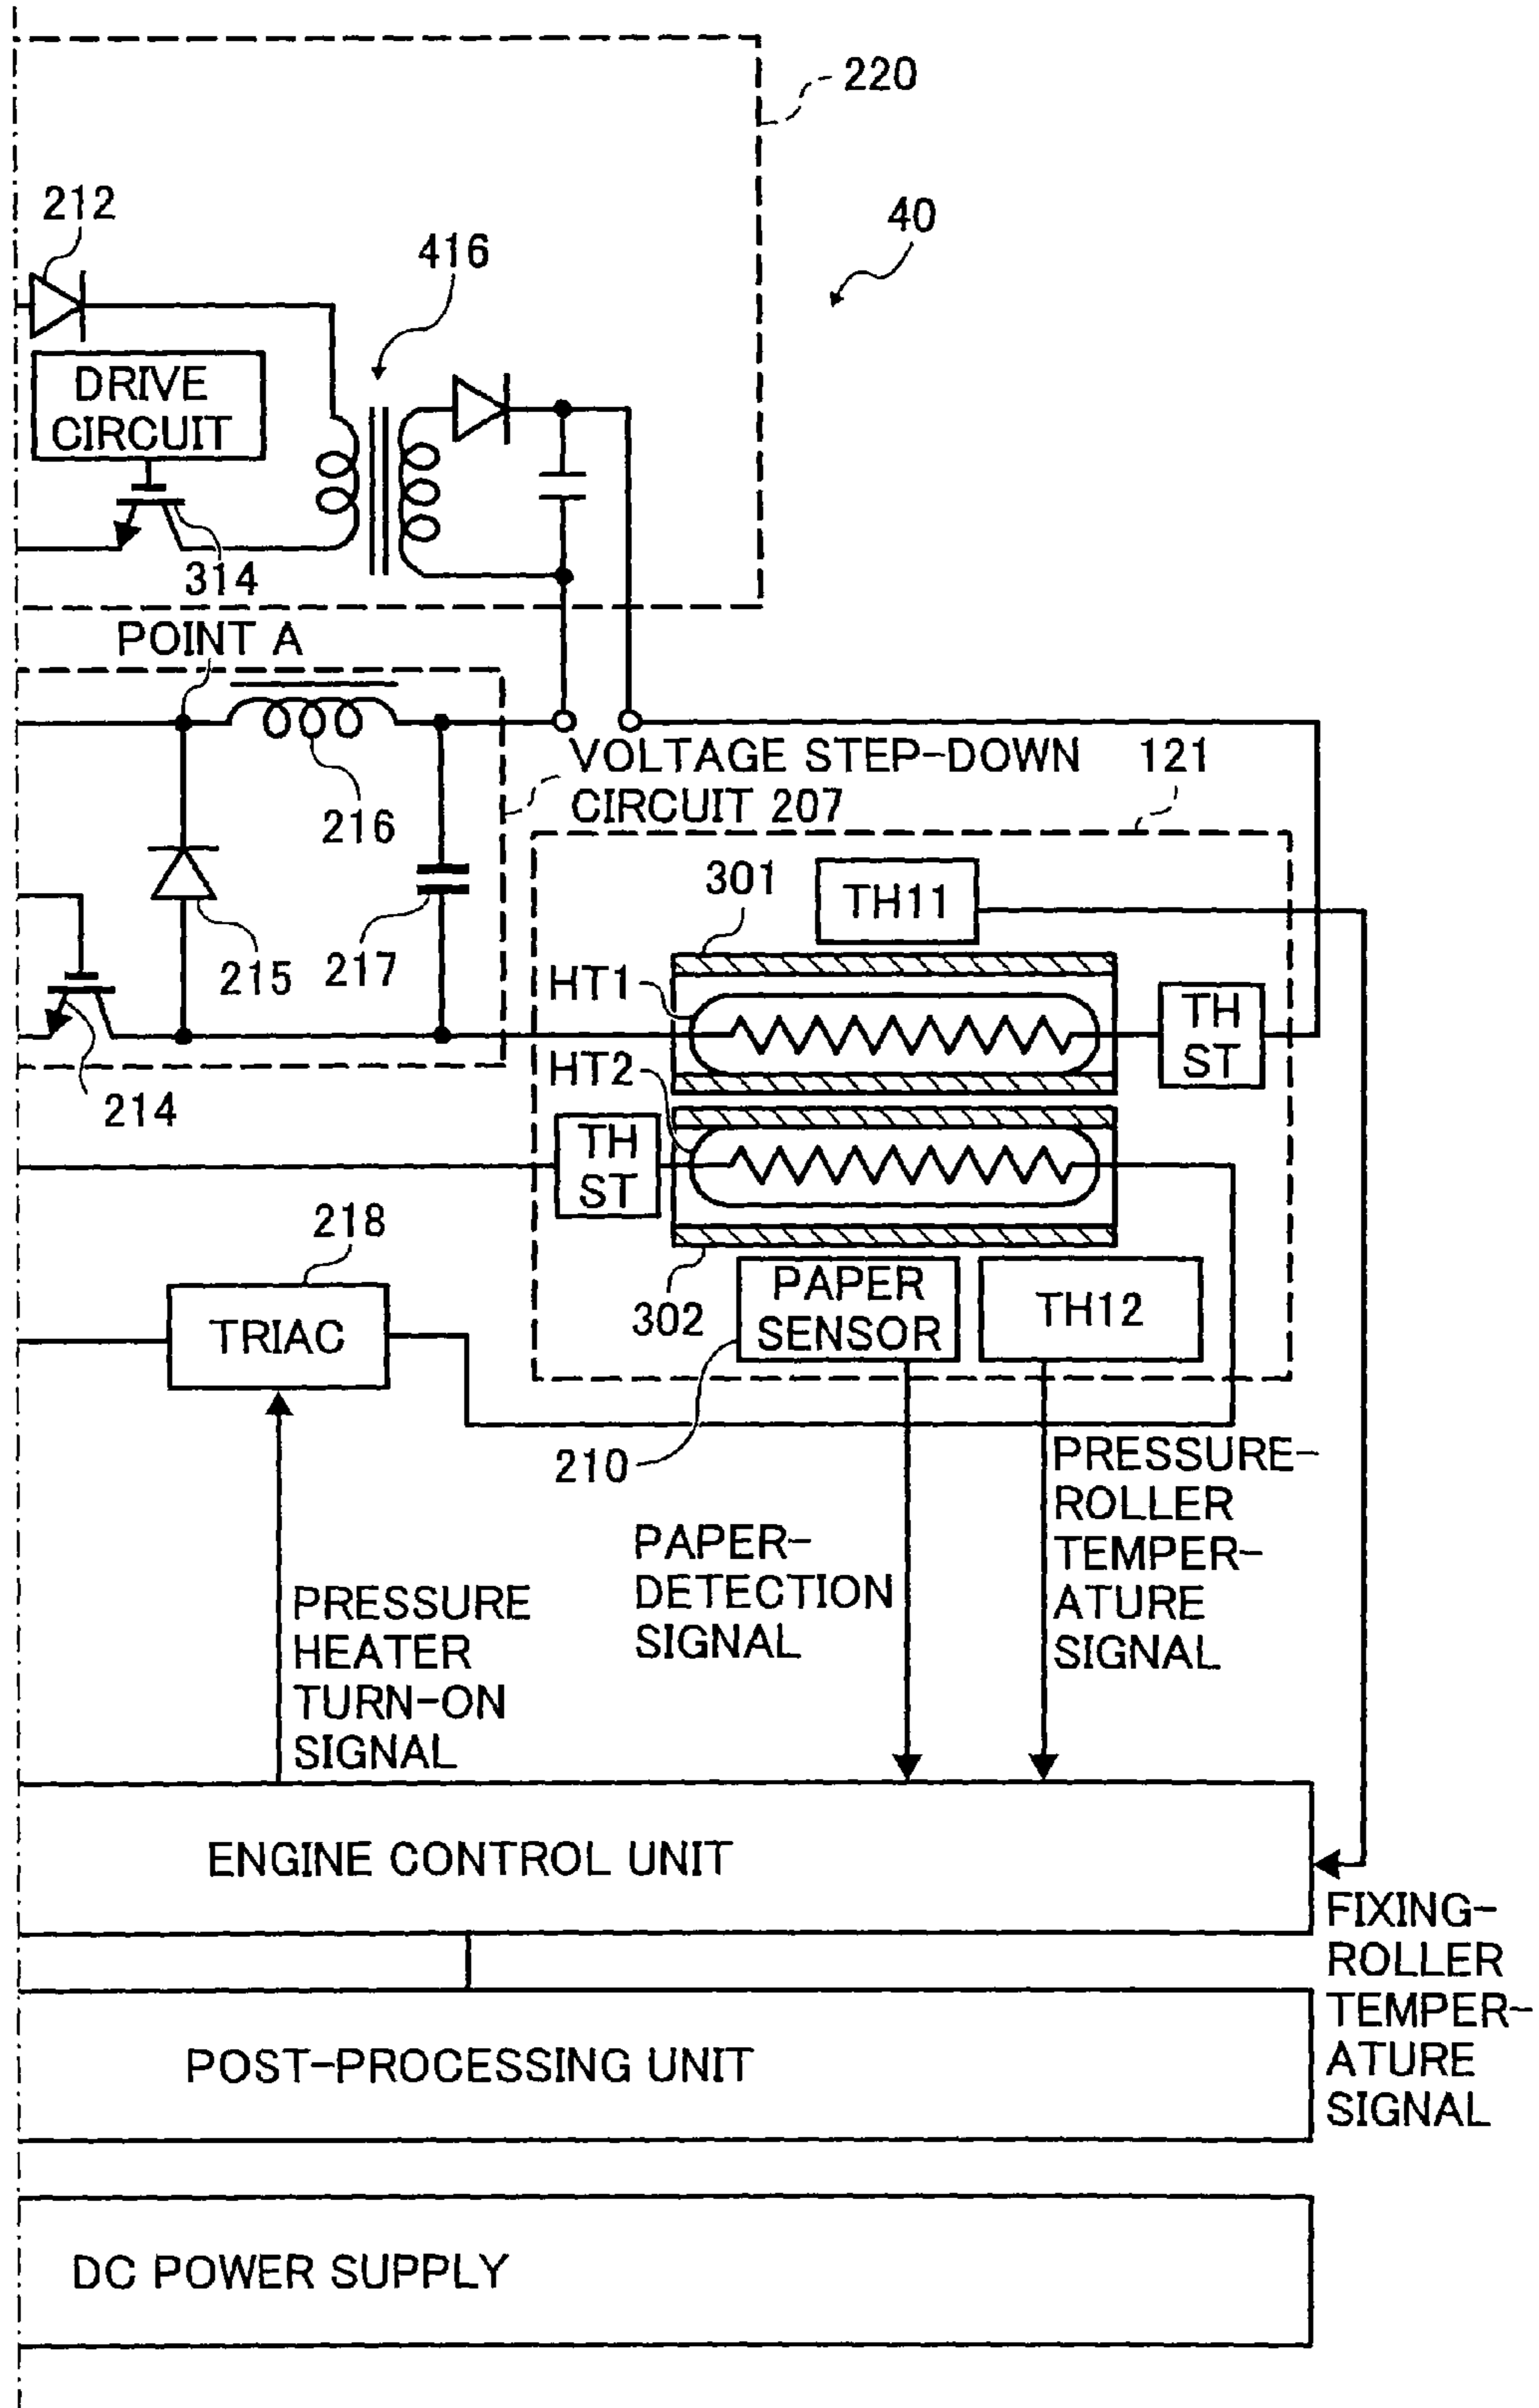 220
212
40
416
DRIVE
CIRCUIT
314
POINT A
VOLTAGE STEP-DOWN
CIRCUIT 207
121
216
301
TH11
215
217
HT1
TH
ST
214
HT2
TH
ST
218
302
PAPER
SENSOR
TH12
TRIAC
210
PRESSURE-
ROLLER
TEMPER-
ATURE
SIGNAL
PAPER-
DETECTION
SIGNAL
PRESSURE
HEATER
TURN-ON
SIGNAL
ENGINE CONTROL UNIT
FIXING-
ROLLER
TEMPER-
ATURE
SIGNAL
POST-PROCESSING UNIT
DC POWER SUPPLY